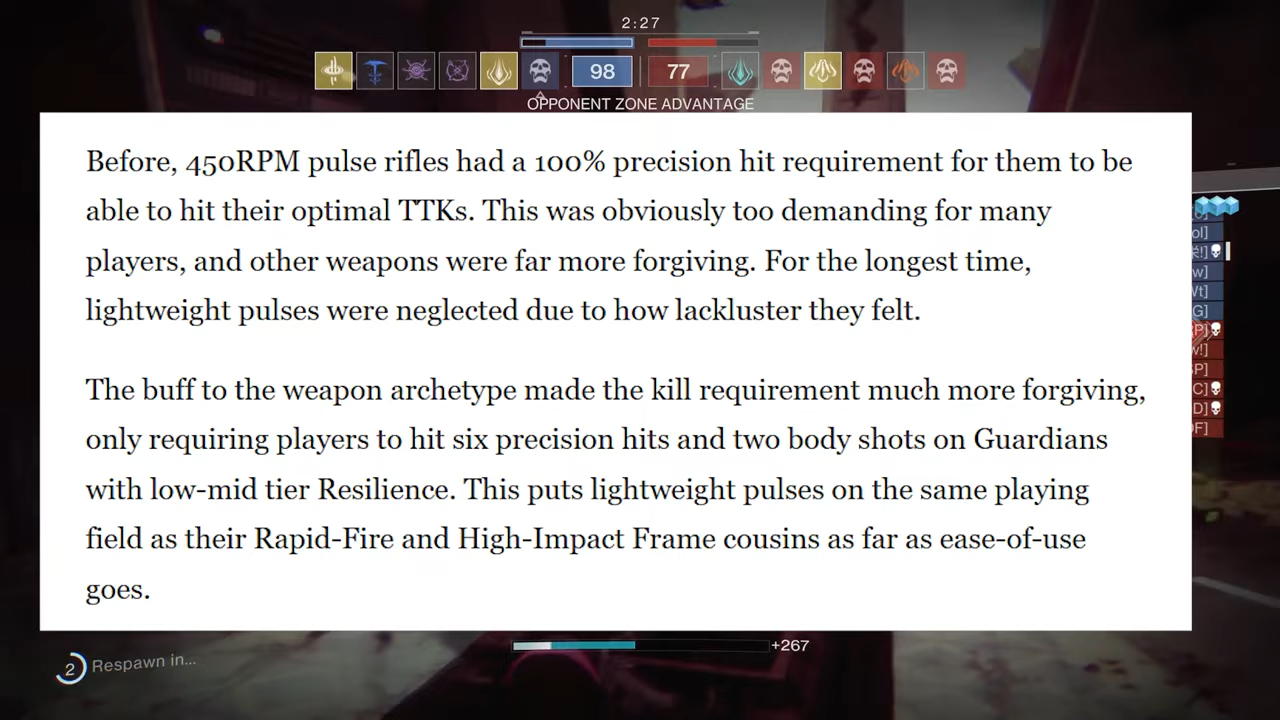 2:27
98
77
OPPONENT ZONE ADVANTAGE
Before, 450RPM pulse rifles had a 100% precision hit requirement for them to be
able to hit their optimal TTKs. This was obviously too demanding for many
players, and other weapons were far more forgiving. For the longest time,
lightweight pulses were neglected due to how lackluster they felt.
The buff to the weapon archetype made the kill requirement much more forgiving,
only requiring players to hit six precision hits and two body shots on Guardians
with low-mid tier Resilience. This puts lightweight pulses on the same playing
field as their Rapid-Fire and High-Impact Frame cousins as far as ease-of-use
goes.
ol]
w]
G]
P]
C]
D]
+267
2 Respawn in...